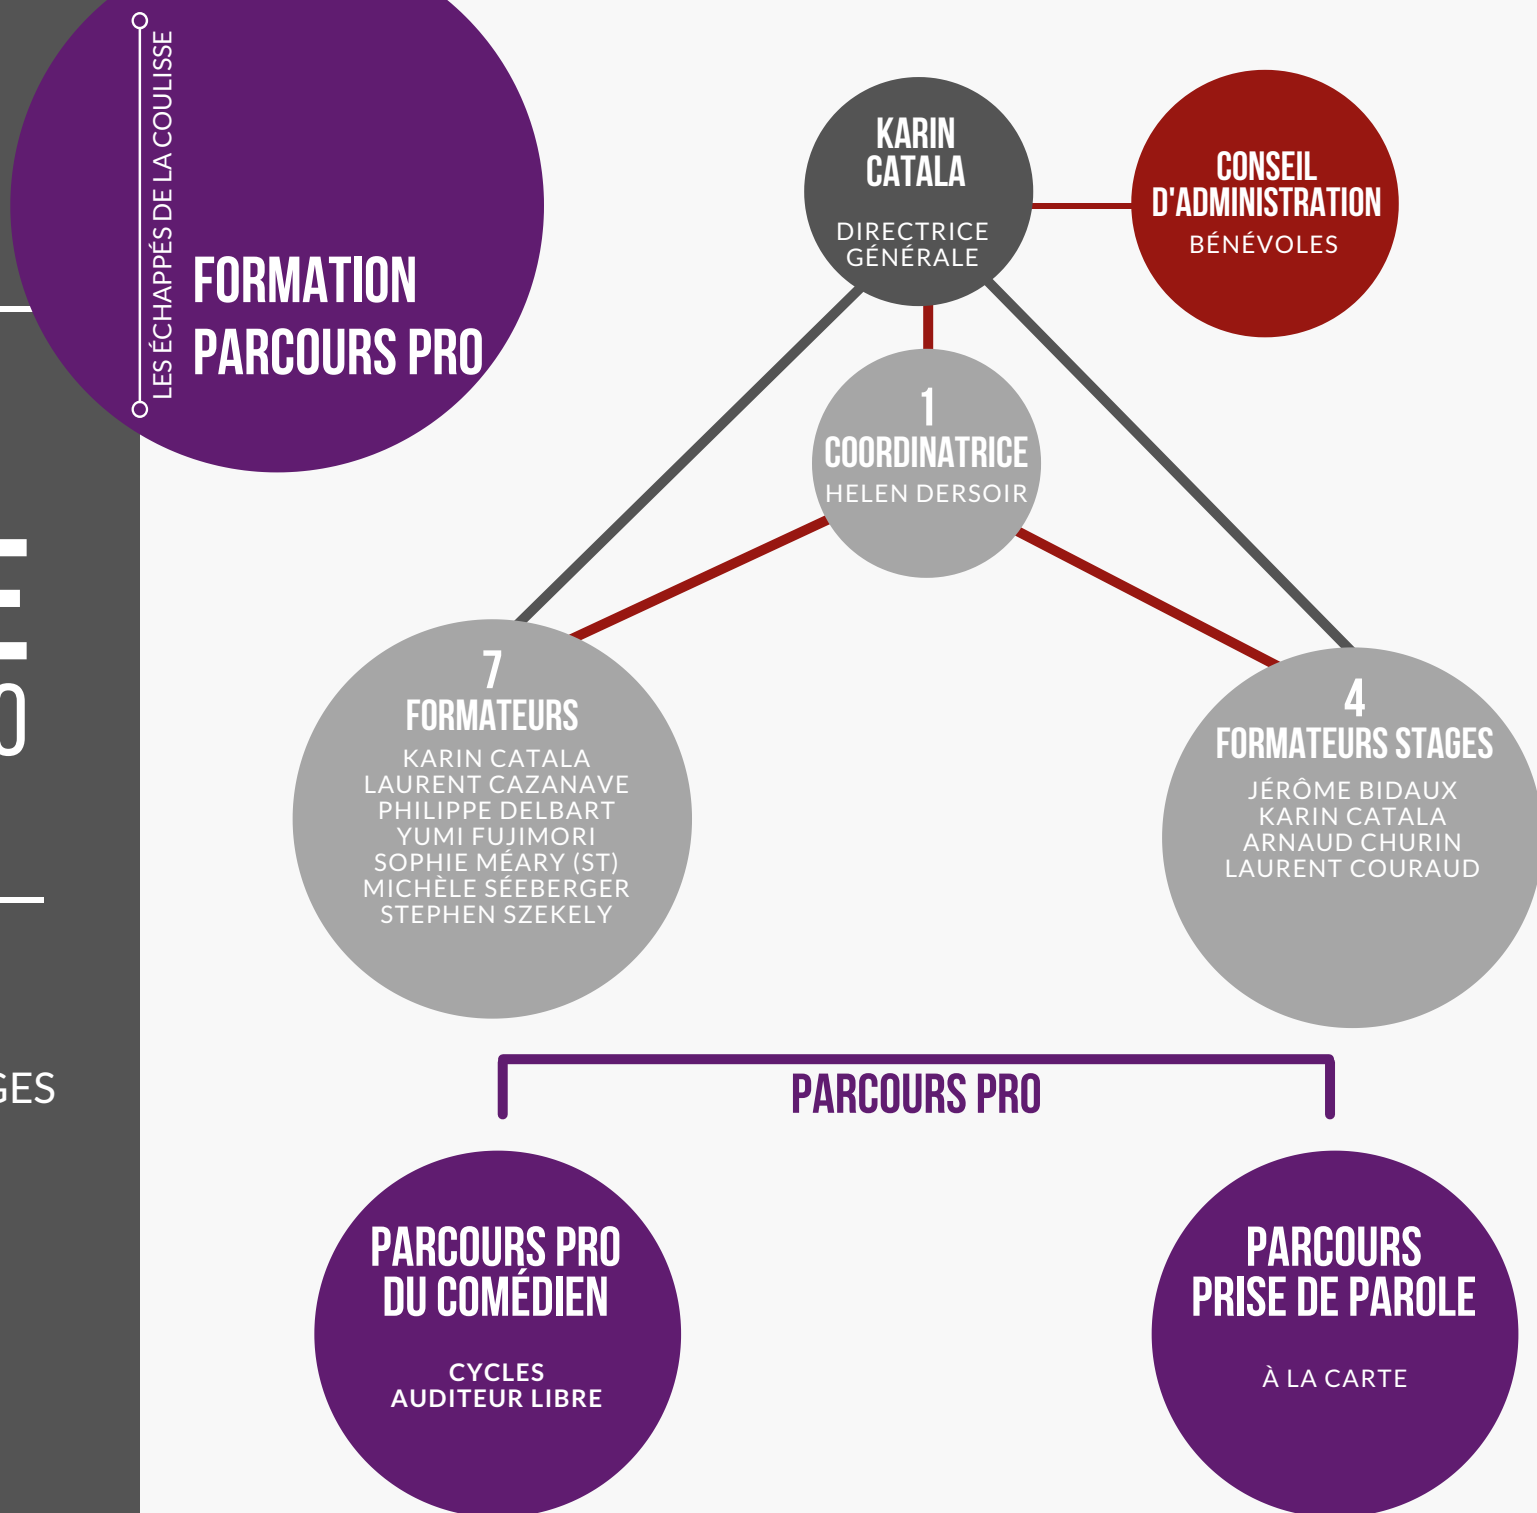 LES ÉCHAPPÉS DE LA COULISSE
FORMATION
PARCOURS PRO
KARIN
CATALA
DIRECTRICE
GÉNÉRALE
CONSEIL
D'ADMINISTRATION
BÉNÉVOLES
1
COORDINATRICE
HELEN DERSOIR
7
FORMATEURS
KARIN CATALA
LAURENT CAZANAVE
PHILIPPE DELBART
YUMI FUJIMORI
SOPHIE MÉARY (ST)
MICHÈLE SÉEBERGER
STEPHEN SZEKELY
4
FORMATEURS STAGES
JÉRÔME BIDAUX
KARIN CATALA
ARNAUD CHURIN
LAURENT COURAUD
PARCOURS PRO
PARCOURS PRO
DU COMÉDIEN
CYCLES
AUDITEUR LIBRE
PARCOURS
PRISE DE PAROLE
À LA CARTE